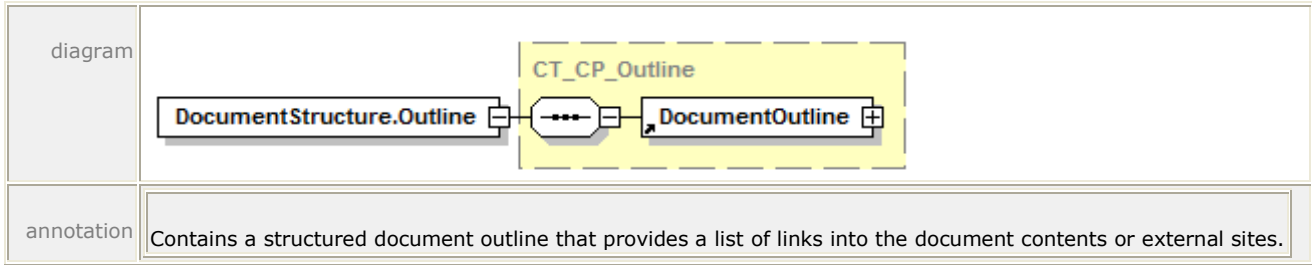 diagram
CT_CP_Outline
DocumentStructure.Outline
DocumentOutline
annotation
Contains a structured document outline that provides a list of links into the document contents or external sites.